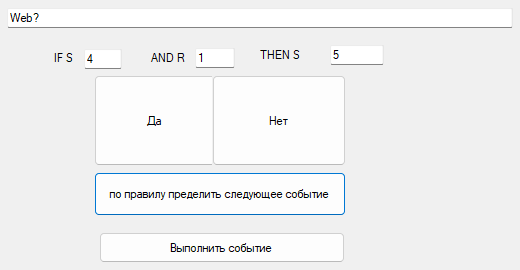 Web?
IF S 4 AND R 1 THEN S 5
Да Нет
по правилу пределить следующее событие
Выполнить событие